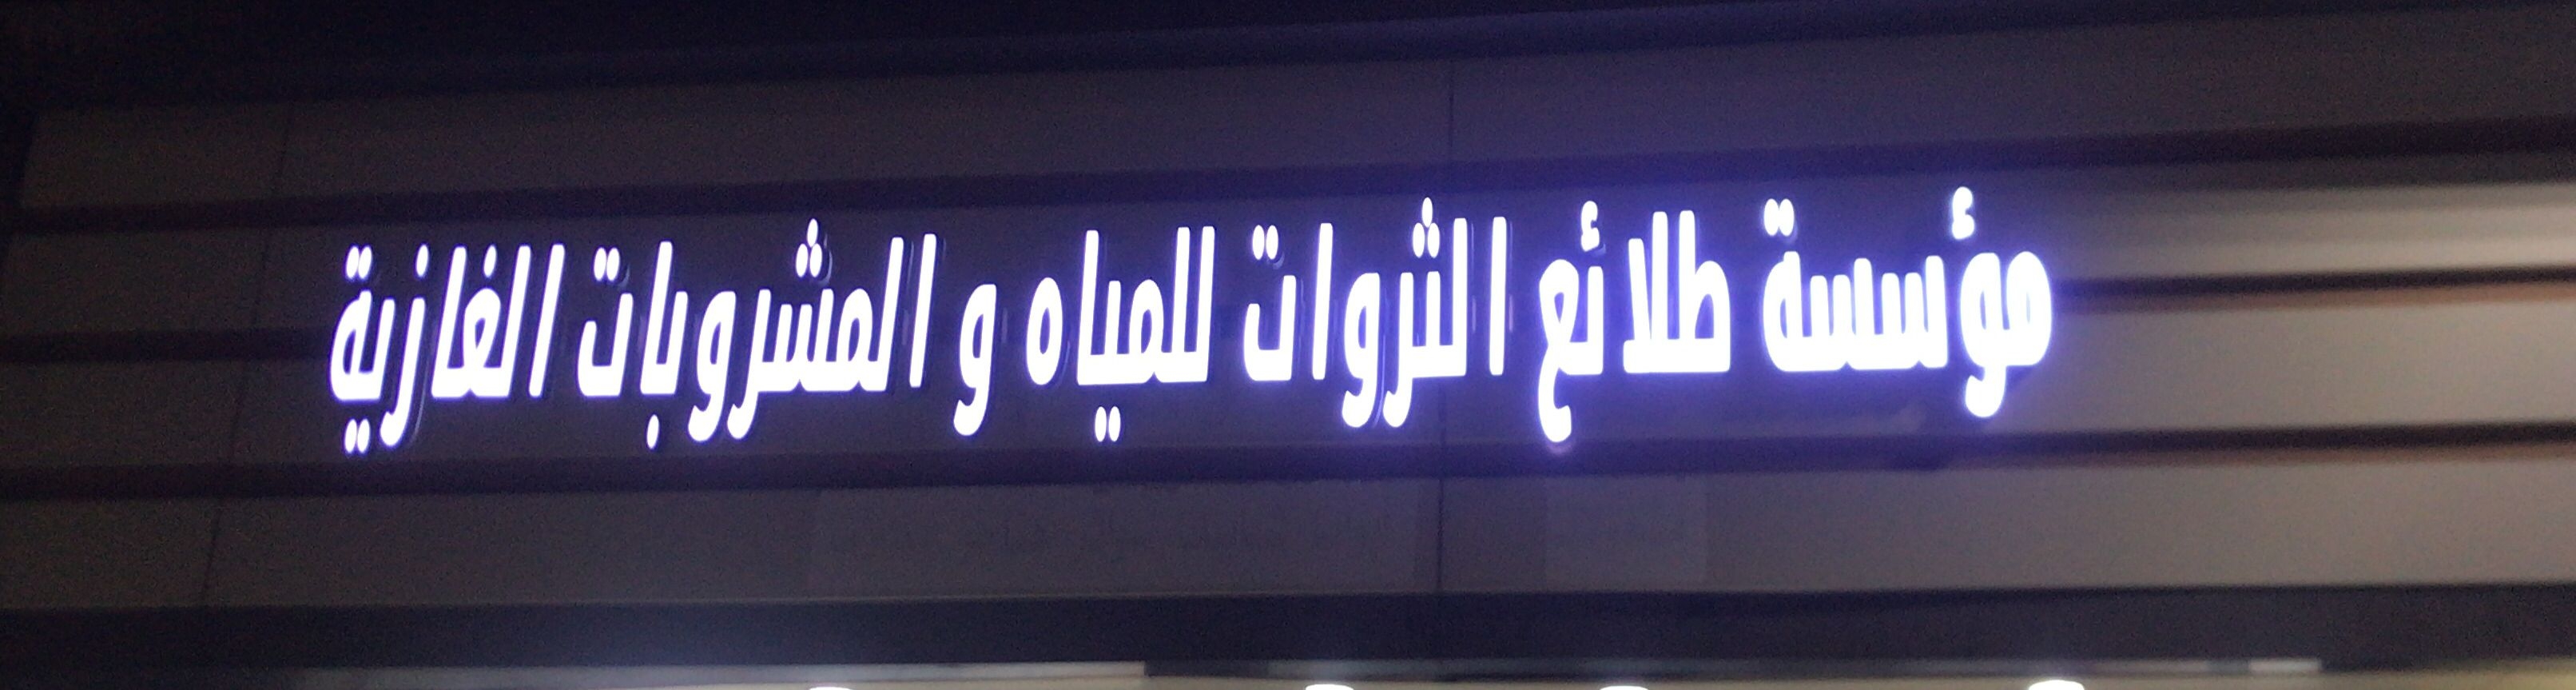 مؤسسة طلائع الثروات للمياه و المشروبات الغازية